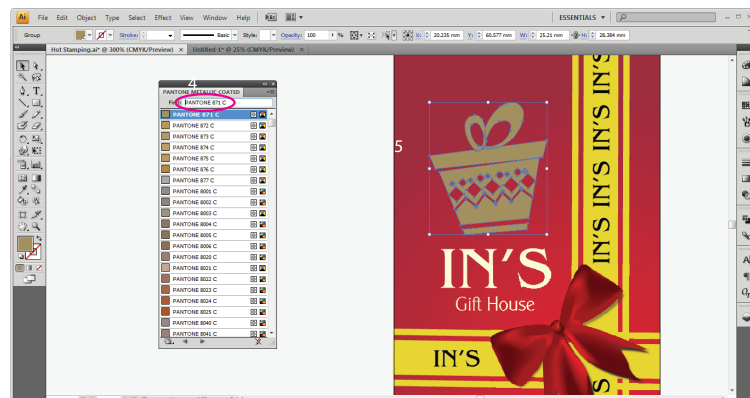 Ai File Edit Object Type Select Effect View Window Help Br ESSENTIALS
Group Stroke: Basic Style: Opacity: 100 % X: 20.235 mm Y: 60.577 mm W: 25.21 mm H: 28.384 mm
Hot Stamping.ai* @ 300% (CMYK/Preview) × Untitled-1* @ 25% (CMYK/Preview) ×
4
PANTONE METALLIC COATED
Find: PANTONE 871 C
PANTONE 871 C
PANTONE 872 C
PANTONE 873 C
PANTONE 874 C
PANTONE 875 C
PANTONE 876 C
PANTONE 877 C
PANTONE 8001 C
PANTONE 8002 C
PANTONE 8003 C
PANTONE 8004 C
PANTONE 8005 C
PANTONE 8006 C
PANTONE 8020 C
PANTONE 8021 C
PANTONE 8022 C
PANTONE 8023 C
PANTONE 8024 C
PANTONE 8025 C
PANTONE 8040 C
PANTONE 8041 C
5
IN'S
Gift House
IN'S
IN'S IN'S IN'S IN'S